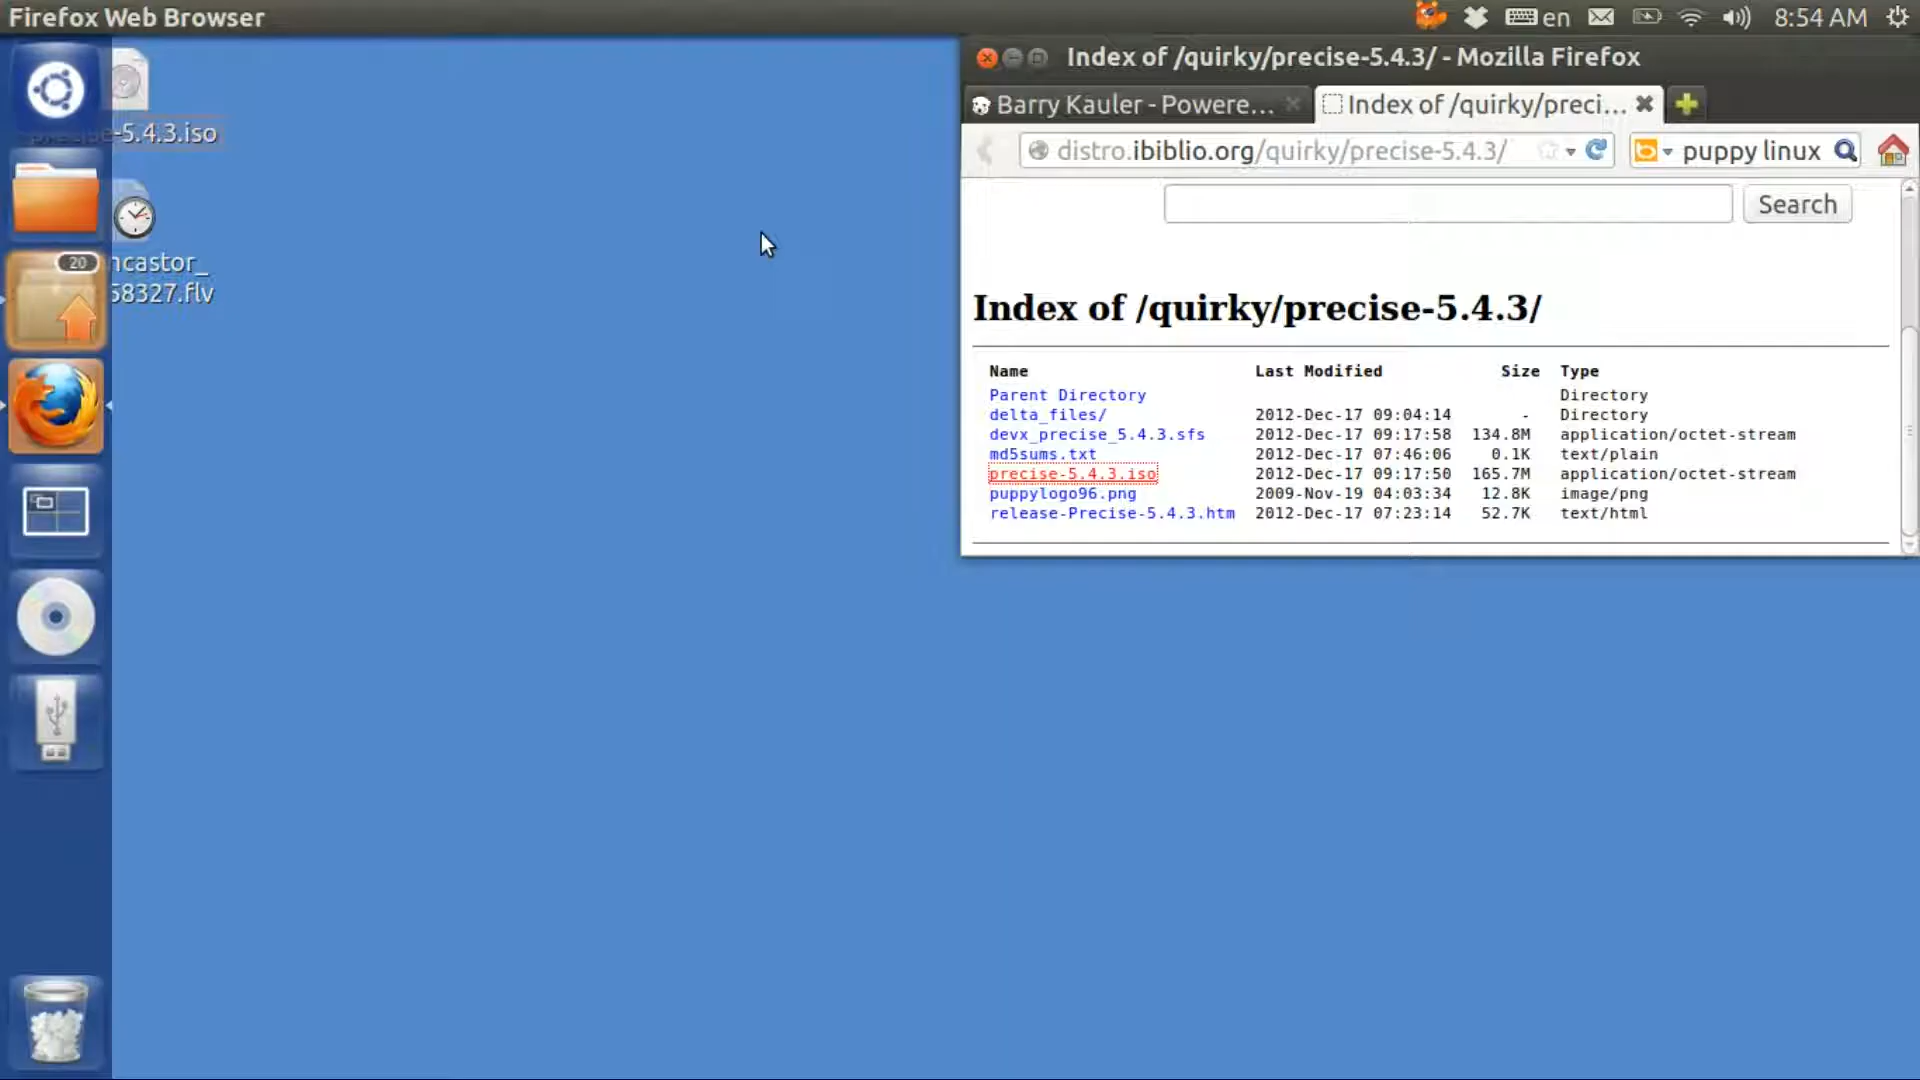 Firefox Web Browser
en
8:54 AM
precise-5.4.3.iso
20
ncastor_
58327.flv
Index of /quirky/precise-5.4.3/ - Mozilla Firefox
Barry Kauler - Powere...
Index of /quirky/preci...
distro.ibiblio.org/quirky/precise-5.4.3/
puppy linux
Search
Index of /quirky/precise-5.4.3/
Name Last Modified Size Type
Parent Directory Directory
delta_files/ 2012-Dec-17 09:04:14 - Directory
devx_precise_5.4.3.sfs 2012-Dec-17 09:17:58 134.8M application/octet-stream
md5sums.txt 2012-Dec-17 07:46:06 0.1K text/plain
precise-5.4.3.iso 2012-Dec-17 09:17:50 165.7M application/octet-stream
puppylogo96.png 2009-Nov-19 04:03:34 12.8K image/png
release-Precise-5.4.3.htm 2012-Dec-17 07:23:14 52.7K text/html